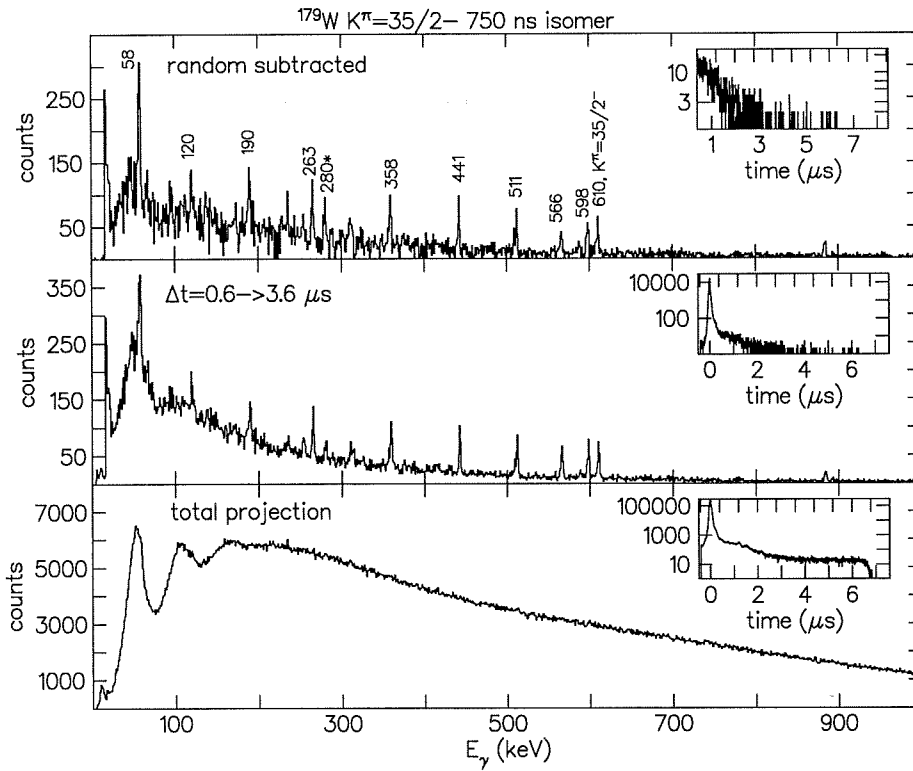 ¹⁷⁹W K^π=35/2− 750 ns isomer
random subtracted
counts
250
150
50
58
120
190
263
280*
358
441
511
566
598
610, K^π=35/2⁻
10
3
1 3 5 7
time (μs)
Δt=0.6−>3.6 μs
counts
350
250
150
50
10000
100
0 2 4 6
time (μs)
total projection
counts
7000
5000
3000
1000
100000
1000
10
0 2 4 6
time (μs)
100 300 500 700 900
E_γ (keV)